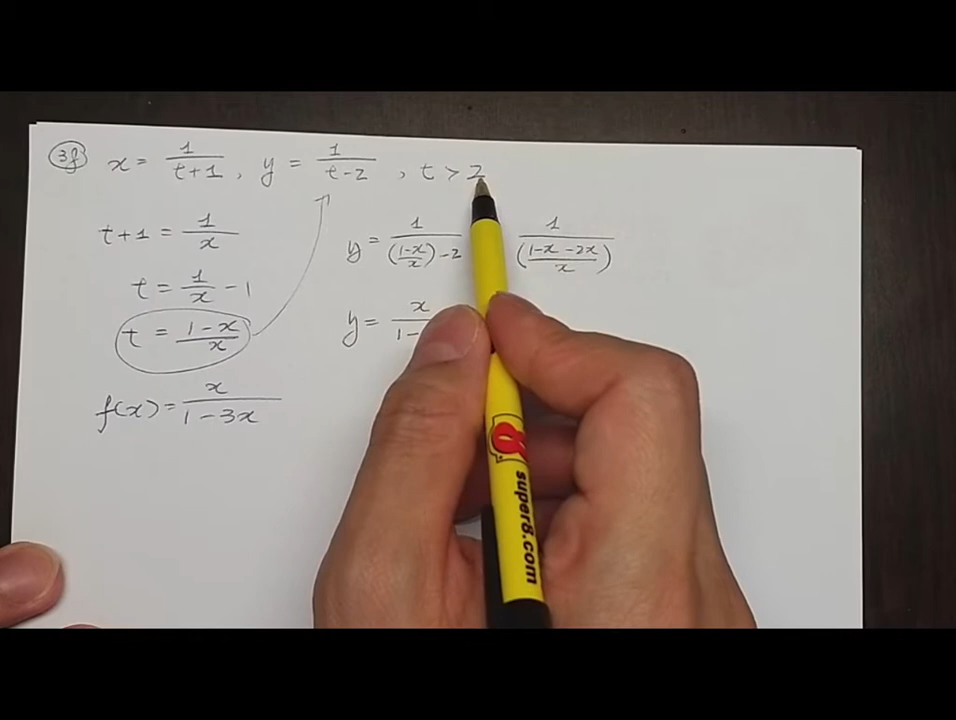 3f x = 1/(t+1), y = 1/(t-2), t > 2
t+1 = 1/x
t = 1/x - 1
t = (1-x)/x
f(x) = x/(1-3x)
y = 1/(((1-x)/x) - 2) 1/((1-x-2x)/x)
y = x/(1-
super8.com